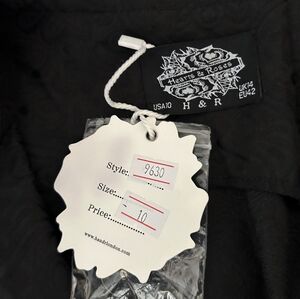 Hearts & Roses
USA10
H & R
UK14
EU42
Style: 9630
Size:
Price: 10
www.handrlondon.com